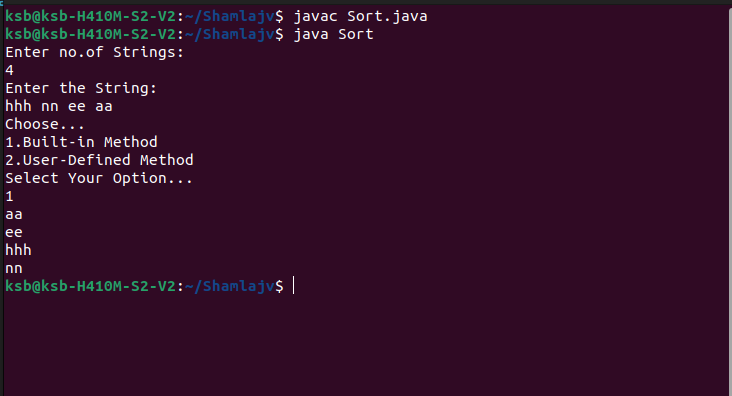 ksb@ksb-H410M-S2-V2:~/Shamlajv$ javac Sort.java
ksb@ksb-H410M-S2-V2:~/Shamlajv$ java Sort
Enter no.of Strings:
4
Enter the String:
hhh nn ee aa
Choose...
1.Built-in Method
2.User-Defined Method
Select Your Option...
1
aa
ee
hhh
nn
ksb@ksb-H410M-S2-V2:~/Shamlajv$